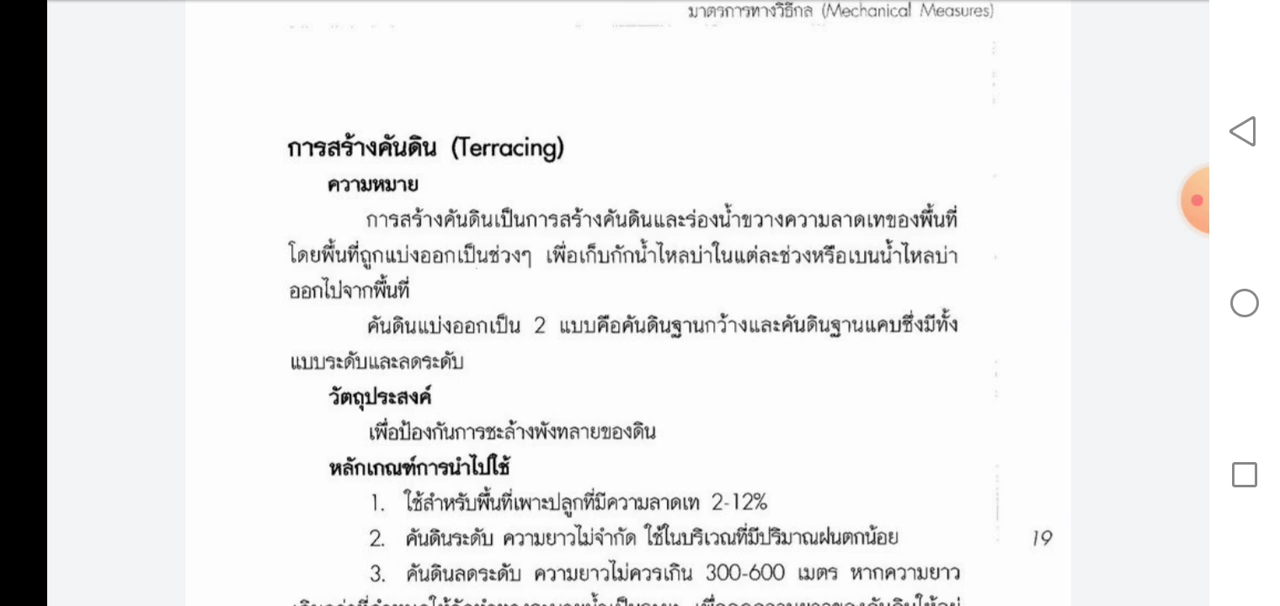 มาตรการทางวิธีกล (Mechanical Measures)
การสร้างคันดิน (Terracing)
ความหมาย
การสร้างคันดินเป็นการสร้างคันดินและร่องน้ำขวางความลาดเทของพื้นที่
โดยพื้นที่ถูกแบ่งออกเป็นช่วงๆ เพื่อเก็บกักน้ำไหลบ่าในแต่ละช่วงหรือเบนน้ำไหลบ่า
ออกไปจากพื้นที่
คันดินแบ่งออกเป็น 2 แบบคือคันดินฐานกว้างและคันดินฐานแคบซึ่งมีทั้ง
แบบระดับและลดระดับ
วัตถุประสงค์
เพื่อป้องกันการชะล้างพังทลายของดิน
หลักเกณฑ์การนำไปใช้
1. ใช้สำหรับพื้นที่เพาะปลูกที่มีความลาดเท 2-12%
2. คันดินระดับ ความยาวไม่จำกัด ใช้ในบริเวณที่มีปริมาณฝนตกน้อย
19
3. คันดินลดระดับ ความยาวไม่ควรเกิน 300-600 เมตร หากความยาว